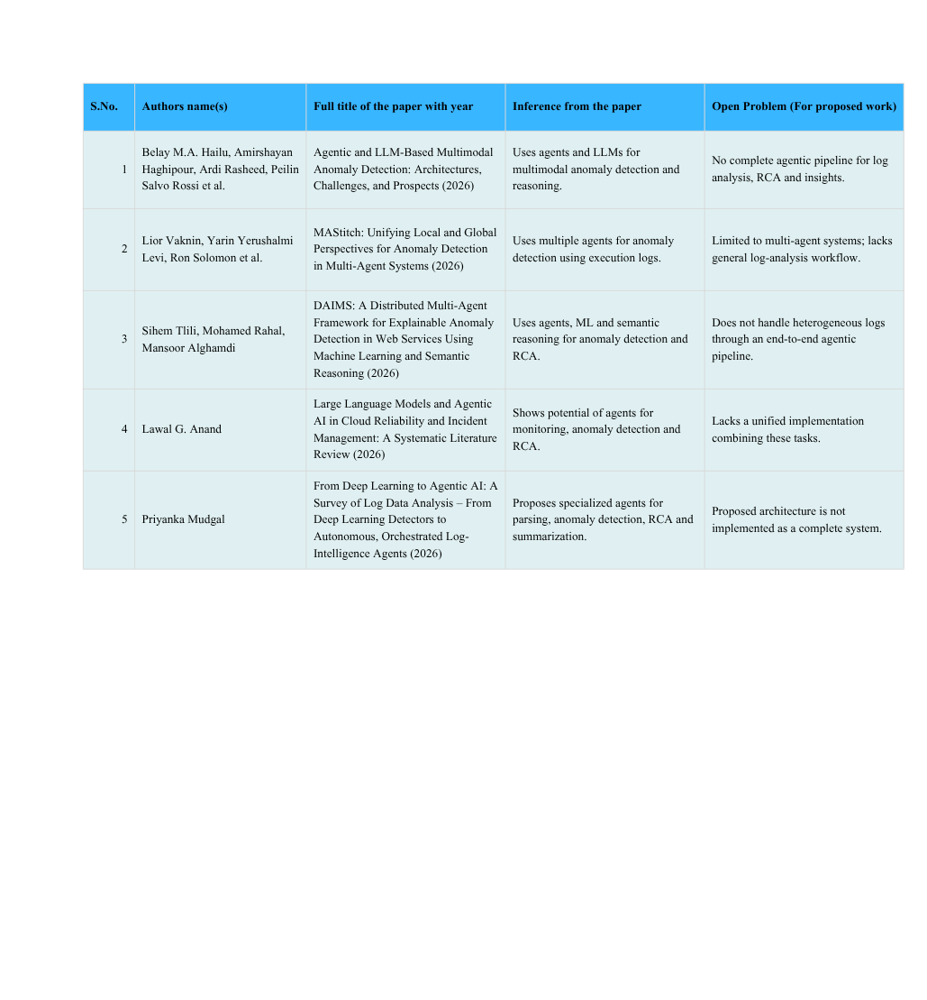 S.No.
Authors name(s)
Full title of the paper with year
Inference from the paper
Open Problem (For proposed work)
1
Belay M.A. Hailu, Amirshayan
Haghipour, Ardi Rasheed, Peilin
Salvo Rossi et al.
Agentic and LLM-Based Multimodal
Anomaly Detection: Architectures,
Challenges, and Prospects (2026)
Uses agents and LLMs for
multimodal anomaly detection and
reasoning.
No complete agentic pipeline for log
analysis, RCA and insights.
2
Lior Vaknin, Yarin Yerushalmi
Levi, Ron Solomon et al.
MAStitch: Unifying Local and Global
Perspectives for Anomaly Detection
in Multi-Agent Systems (2026)
Uses multiple agents for anomaly
detection using execution logs.
Limited to multi-agent systems; lacks
general log-analysis workflow.
3
Sihem Tlili, Mohamed Rahal,
Mansoor Alghamdi
DAIMS: A Distributed Multi-Agent
Framework for Explainable Anomaly
Detection in Web Services Using
Machine Learning and Semantic
Reasoning (2026)
Uses agents, ML and semantic
reasoning for anomaly detection and
RCA.
Does not handle heterogeneous logs
through an end-to-end agentic
pipeline.
4
Lawal G. Anand
Large Language Models and Agentic
AI in Cloud Reliability and Incident
Management: A Systematic Literature
Review (2026)
Shows potential of agents for
monitoring, anomaly detection and
RCA.
Lacks a unified implementation
combining these tasks.
5
Priyanka Mudgal
From Deep Learning to Agentic AI: A
Survey of Log Data Analysis – From
Deep Learning Detectors to
Autonomous, Orchestrated Log-
Intelligence Agents (2026)
Proposes specialized agents for
parsing, anomaly detection, RCA and
summarization.
Proposed architecture is not
implemented as a complete system.